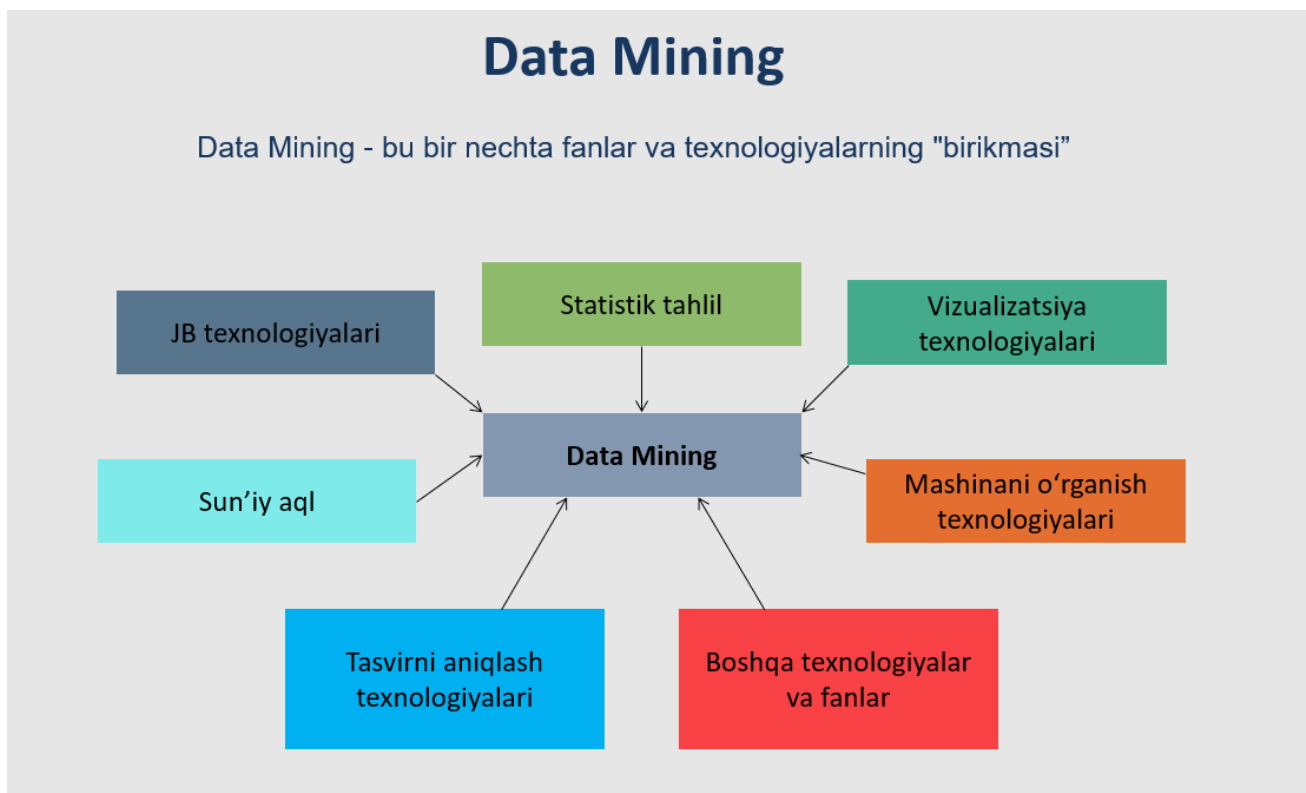 Data Mining
Data Mining - bu bir nechta fanlar va texnologiyalarning "birikmasi”
Statistik tahlil
JB texnologiyalari
Vizualizatsiya
texnologiyalari
Data Mining
Sun’iy aql
Mashinani o‘rganish
texnologiyalari
Tasvirni aniqlash
texnologiyalari
Boshqa texnologiyalar
va fanlar